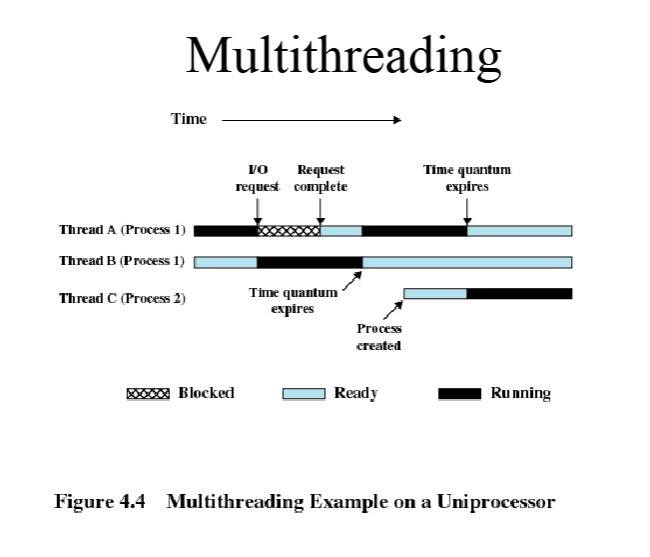 Multithreading
Time
I/O
request
Request
complete
Time quantum
expires
Thread A (Process 1)
Thread B (Process 1)
Time quantum
expires
Thread C (Process 2)
Process
created
Blocked
Ready
Running
Figure 4.4 Multithreading Example on a Uniprocessor